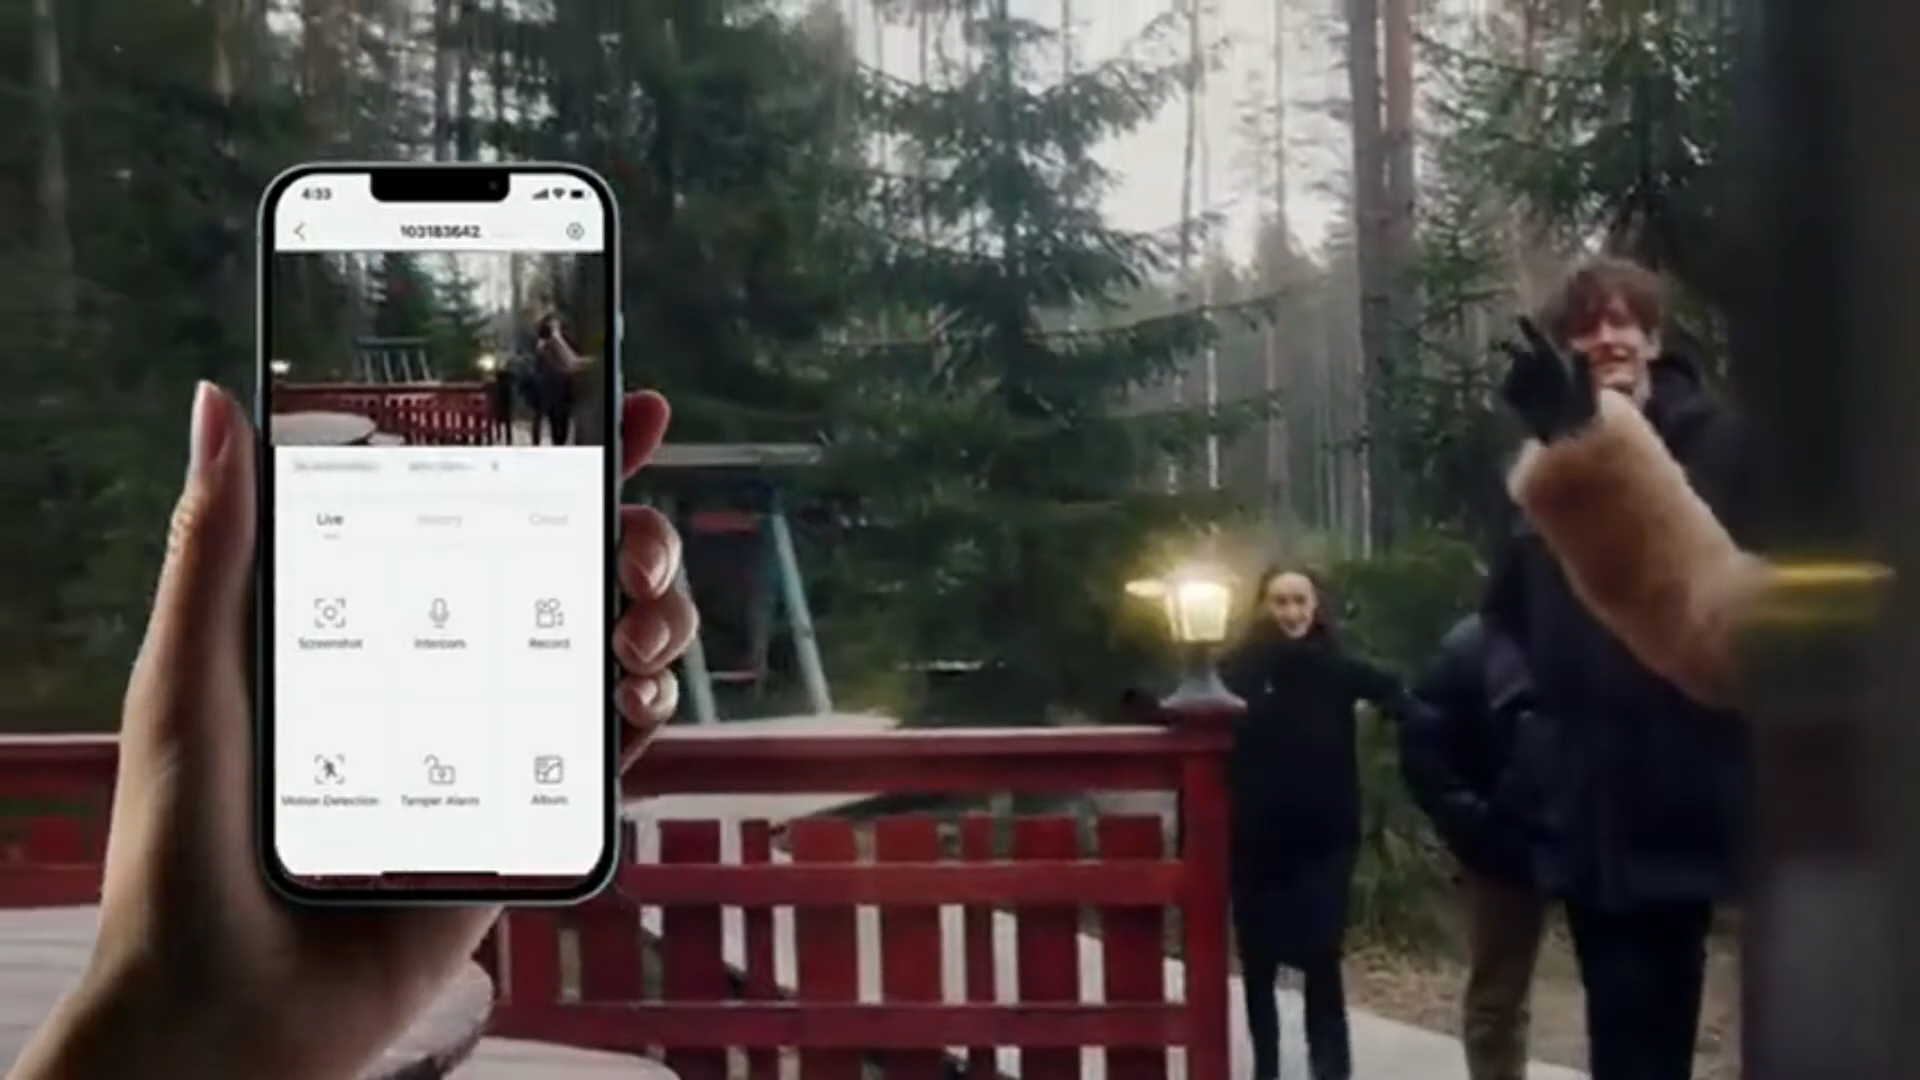 4:33
103183642
Live History Cloud
Screenshot Intercom Record
Motion Detection Tamper Alarm Album